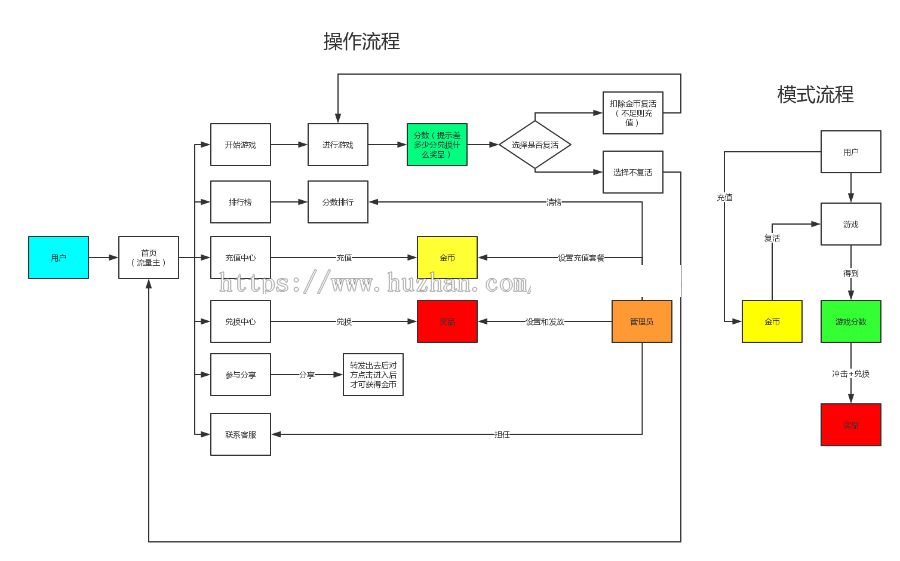 操作流程
模式流程
开始游戏
进行游戏
分数（提示差
多少分兑换什
么奖品）
选择是否复活
扣除金币复活
（不足则充
值）
选择不复活
排行榜
分数排行
清榜
用户
首页
（流量主）
充值中心
充值
金币
设置充值套餐
https://www.huzhan.com/
兑换中心
兑换
奖品
设置和发放
管理员
参与分享
分享
转发出去后对
方点击进入后
才可获得金币
联系客服
担任
用户
充值
游戏
复活
得到
金币
游戏分数
冲击+兑换
奖品